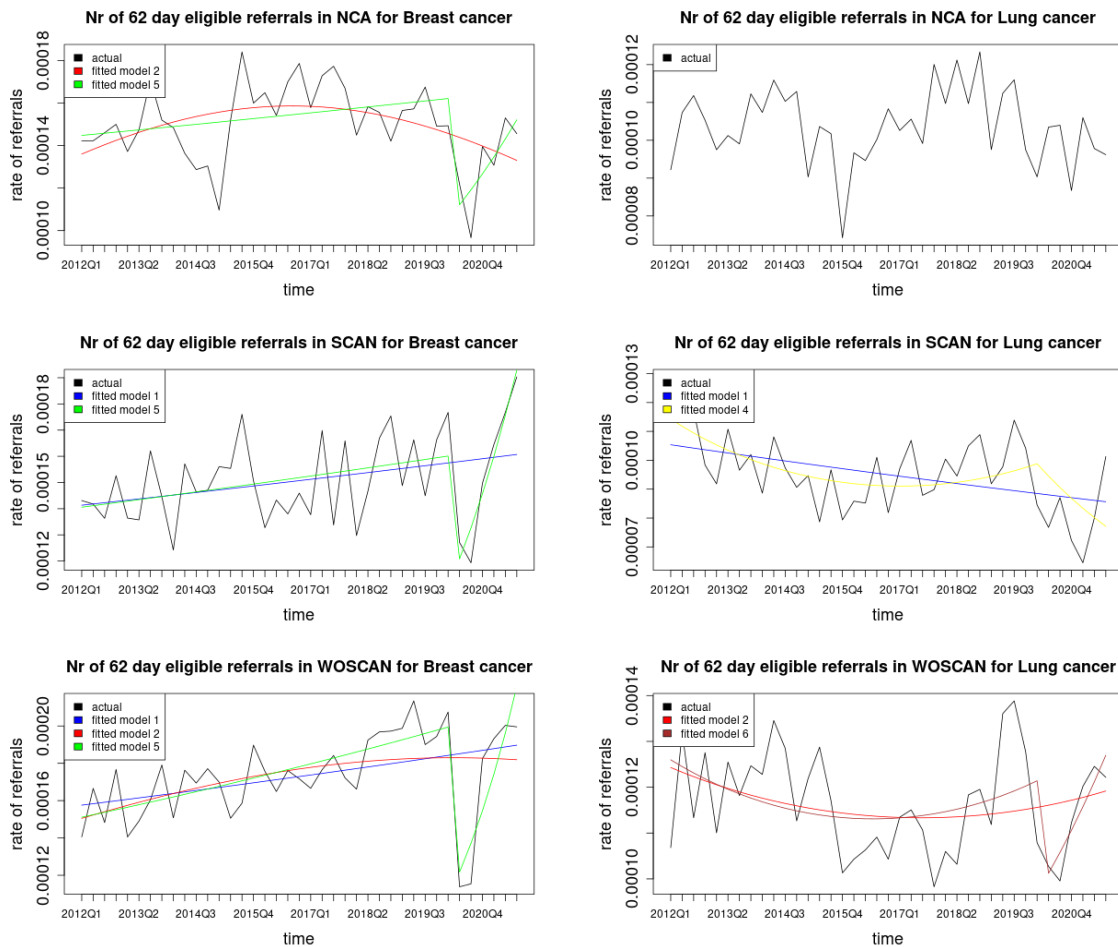 Nr of 62 day eligible referrals in NCA for Breast cancer
rate of referrals
0.00018
0.00014
0.00010
actual
fitted model 2
fitted model 5
2012Q1 2013Q2 2014Q3 2015Q4 2017Q1 2018Q2 2019Q3 2020Q4
time
Nr of 62 day eligible referrals in NCA for Lung cancer
rate of referrals
0.00012
0.00010
0.00008
actual
2012Q1 2013Q2 2014Q3 2015Q4 2017Q1 2018Q2 2019Q3 2020Q4
time
Nr of 62 day eligible referrals in SCAN for Breast cancer
rate of referrals
0.00018
0.00015
0.00012
actual
fitted model 1
fitted model 5
2012Q1 2013Q2 2014Q3 2015Q4 2017Q1 2018Q2 2019Q3 2020Q4
time
Nr of 62 day eligible referrals in SCAN for Lung cancer
rate of referrals
0.00013
0.00010
0.00007
actual
fitted model 1
fitted model 4
2012Q1 2013Q2 2014Q3 2015Q4 2017Q1 2018Q2 2019Q3 2020Q4
time
Nr of 62 day eligible referrals in WOSCAN for Breast cancer
rate of referrals
0.00020
0.00016
0.00012
actual
fitted model 1
fitted model 2
fitted model 5
2012Q1 2013Q2 2014Q3 2015Q4 2017Q1 2018Q2 2019Q3 2020Q4
time
Nr of 62 day eligible referrals in WOSCAN for Lung cancer
rate of referrals
0.00014
0.00012
0.00010
actual
fitted model 2
fitted model 6
2012Q1 2013Q2 2014Q3 2015Q4 2017Q1 2018Q2 2019Q3 2020Q4
time